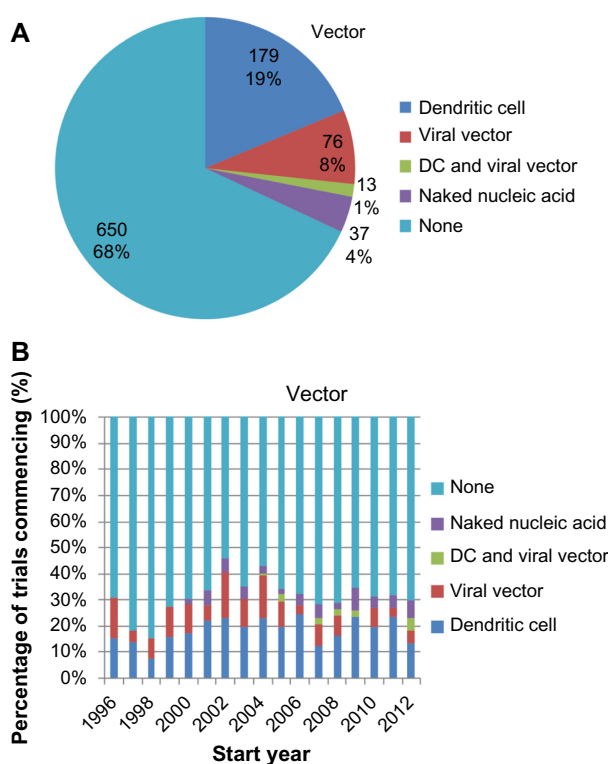 A
Vector
179
19%
76
8%
13
1%
37
4%
650
68%
Dendritic cell
Viral vector
DC and viral vector
Naked nucleic acid
None
B
Vector
Percentage of trials commencing (%)
100%
90%
80%
70%
60%
50%
40%
30%
20%
10%
0%
1996
1998
2000
2002
2004
2006
2008
2010
2012
Start year
None
Naked nucleic acid
DC and viral vector
Viral vector
Dendritic cell